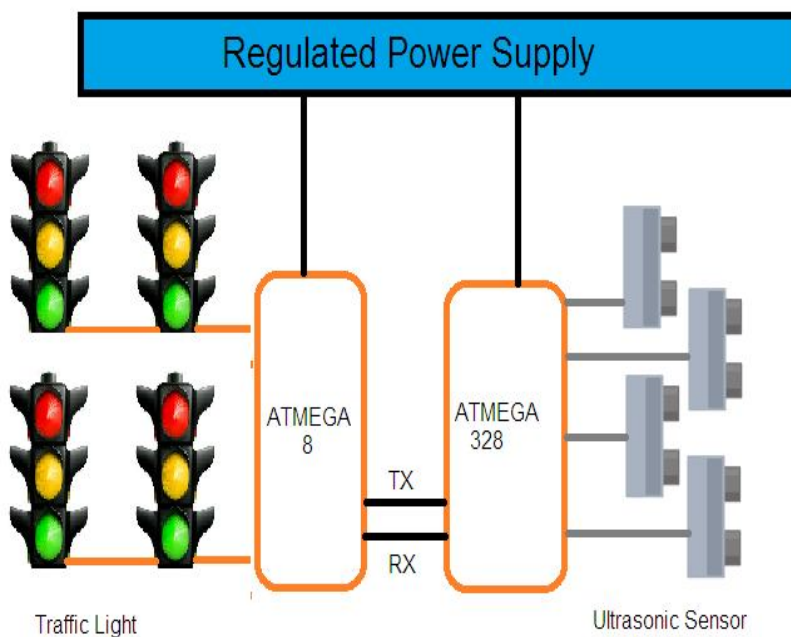 Regulated Power Supply
ATMEGA
8
ATMEGA
328
TX
RX
Traffic Light
Ultrasonic Sensor